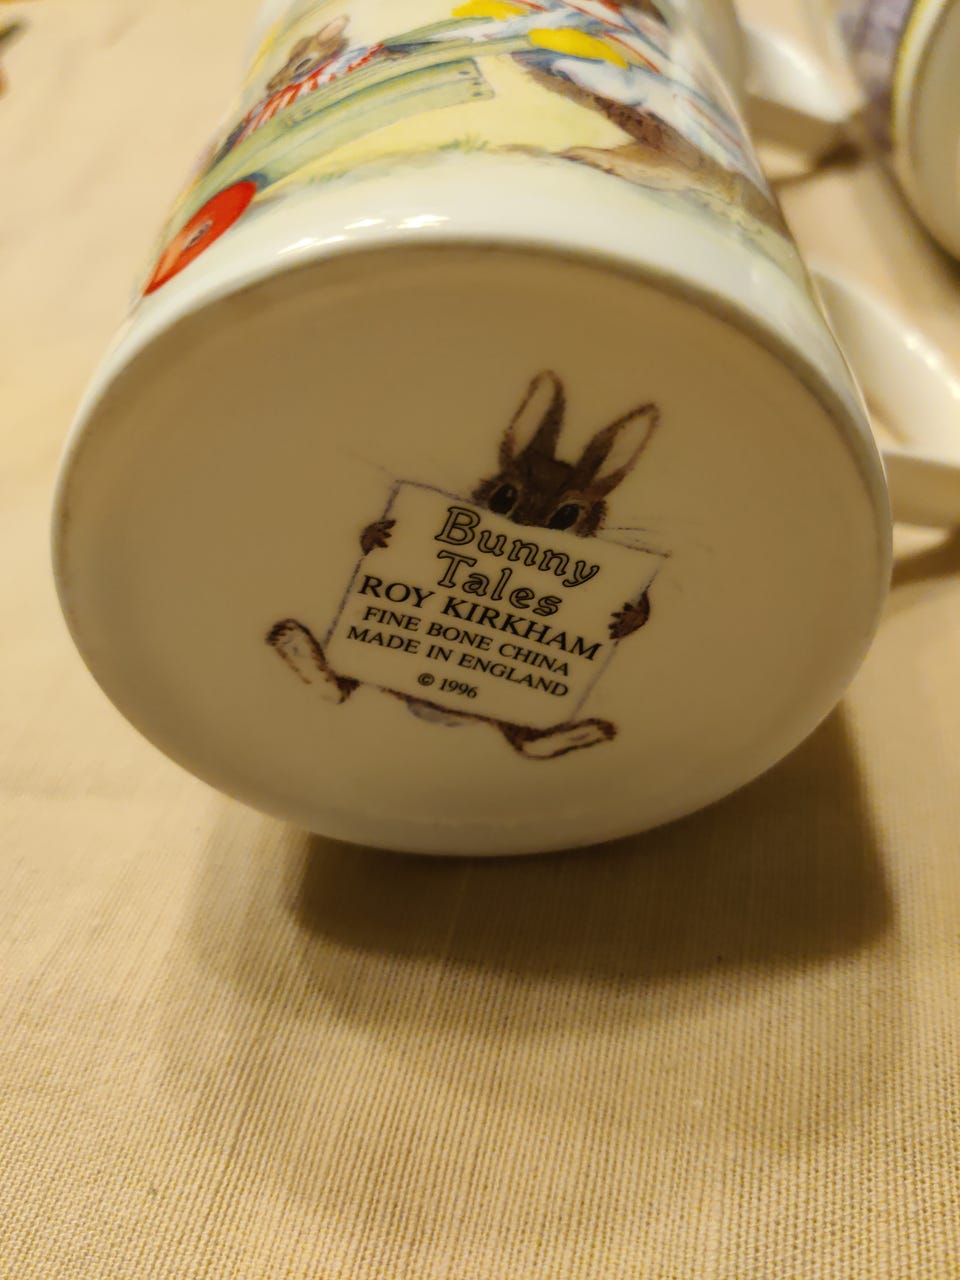 Bunny
Tales
ROY KIRKHAM
FINE BONE CHINA
MADE IN ENGLAND
© 1996